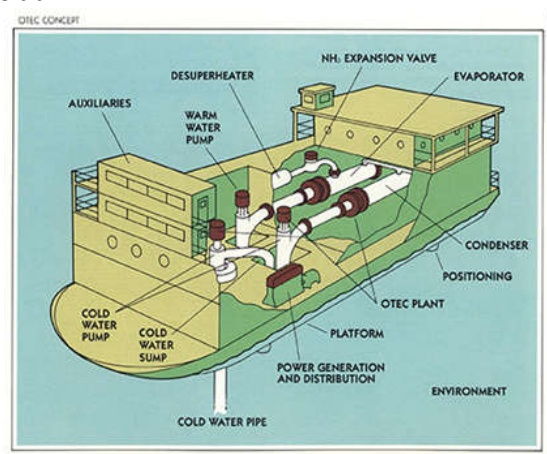 OTEC CONCEPT
NH₃ EXPANSION VALVE
DESUPERHEATER
EVAPORATOR
AUXILIARIES
WARM
WATER
PUMP
CONDENSER
POSITIONING
OTEC PLANT
COLD
WATER
PUMP
COLD
WATER
SUMP
PLATFORM
POWER GENERATION
AND DISTRIBUTION
ENVIRONMENT
COLD WATER PIPE